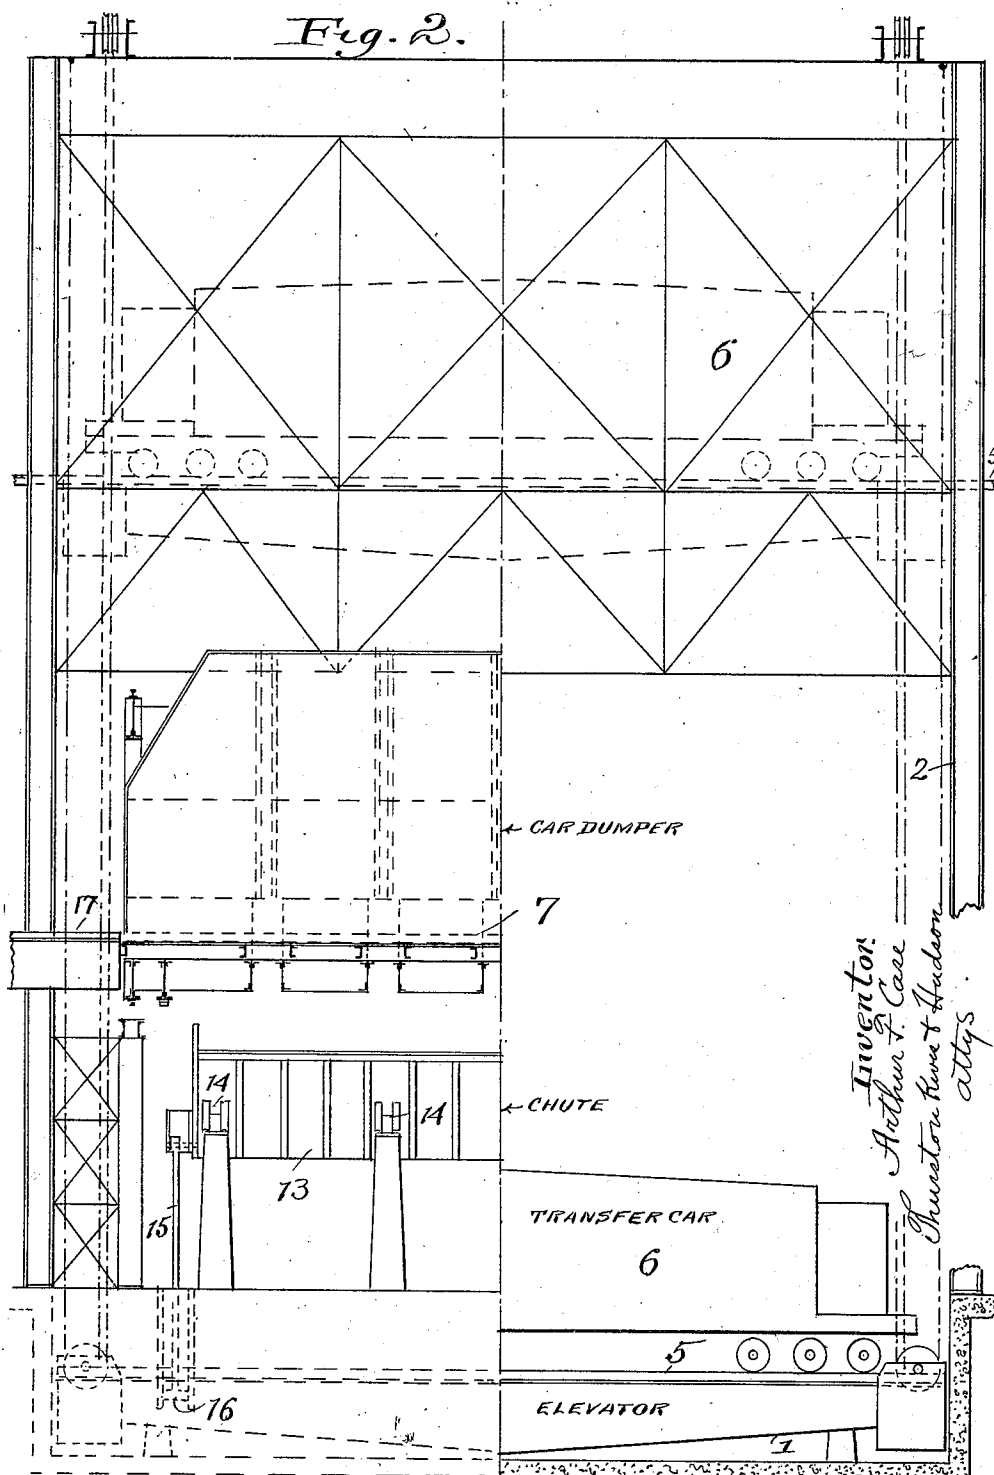 Fig. 2.
6
2
← CAR DUMPER
17
7
14
14
← CHUTE
13
15
TRANSFER CAR
6
5
16
ELEVATOR
1
Inventor
Arthur F. Case
Thurston & Hudson
attys.